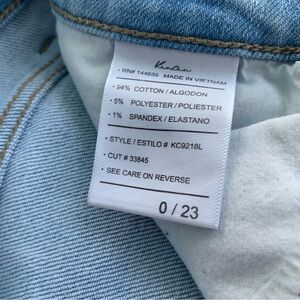 KanCan
• RN# 144635 MADE IN VIETNAM
• 94% COTTON / ALGODON
• 5% POLYESTER / POLIESTER
• 1% SPANDEX / ELASTANO
• STYLE / ESTILO # KC9218L
• CUT # 33845
• SEE CARE ON REVERSE
0 / 23